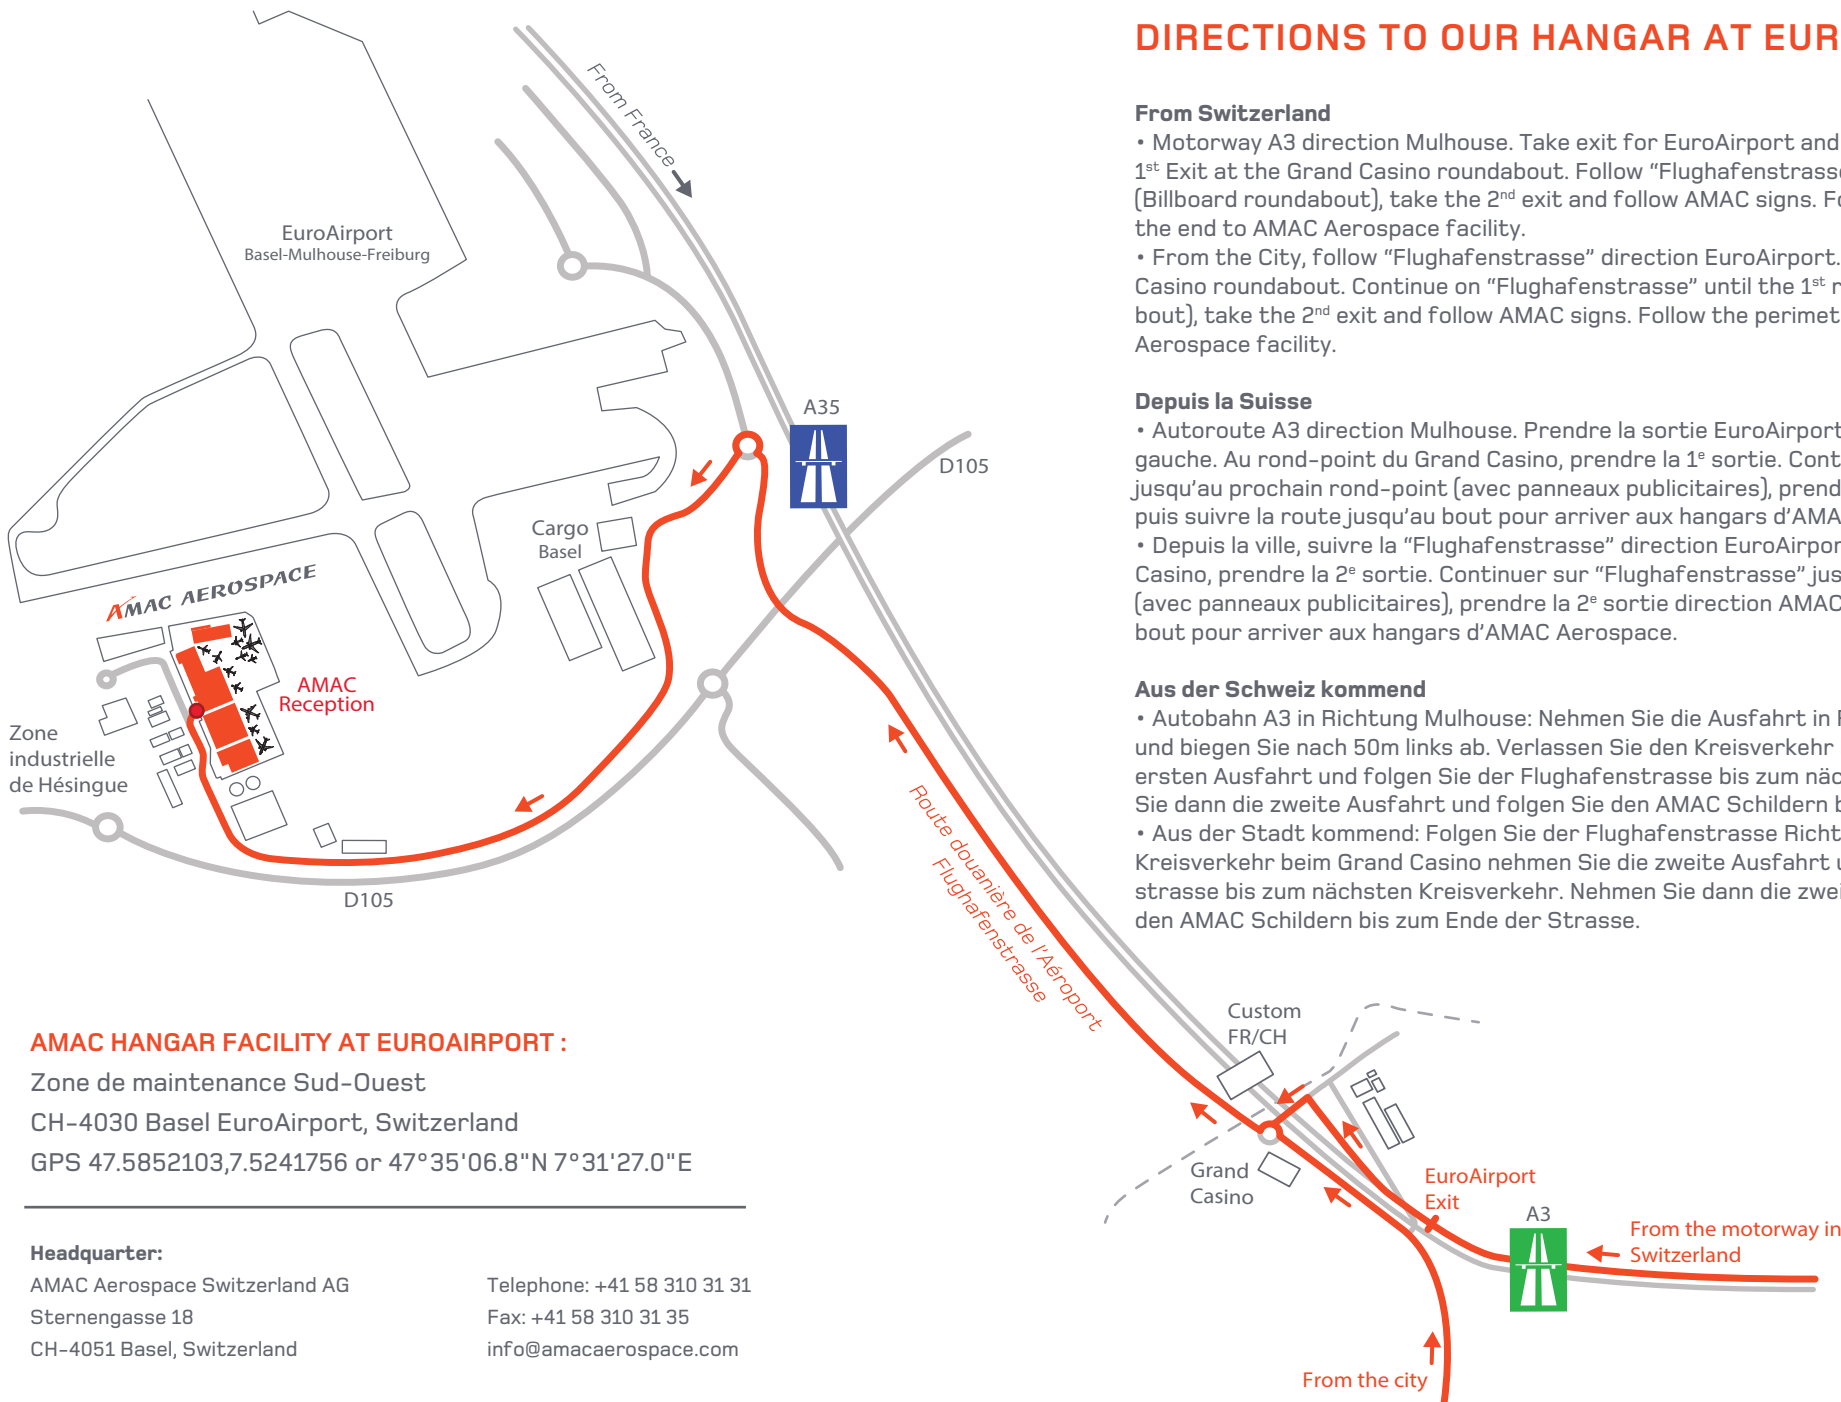 DIRECTIONS TO OUR HANGAR AT EUR
From Switzerland
• Motorway A3 direction Mulhouse. Take exit for EuroAirport and
1st Exit at the Grand Casino roundabout. Follow “Flughafenstrasse
(Billboard roundabout), take the 2nd exit and follow AMAC signs. Fo
the end to AMAC Aerospace facility.
• From the City, follow “Flughafenstrasse” direction EuroAirport.
Casino roundabout. Continue on “Flughafenstrasse” until the 1st r
bout), take the 2nd exit and follow AMAC signs. Follow the perimet
Aerospace facility.
Depuis la Suisse
• Autoroute A3 direction Mulhouse. Prendre la sortie EuroAirport
gauche. Au rond-point du Grand Casino, prendre la 1e sortie. Cont
jusqu’au prochain rond-point (avec panneaux publicitaires), prend
puis suivre la route jusqu’au bout pour arriver aux hangars d’AMA
• Depuis la ville, suivre la “Flughafenstrasse” direction EuroAirpor
Casino, prendre la 2e sortie. Continuer sur “Flughafenstrasse” jus
(avec panneaux publicitaires), prendre la 2e sortie direction AMAC
bout pour arriver aux hangars d’AMAC Aerospace.
Aus der Schweiz kommend
• Autobahn A3 in Richtung Mulhouse: Nehmen Sie die Ausfahrt in
und biegen Sie nach 50m links ab. Verlassen Sie den Kreisverkehr
ersten Ausfahrt und folgen Sie der Flughafenstrasse bis zum näc
Sie dann die zweite Ausfahrt und folgen Sie den AMAC Schildern b
• Aus der Stadt kommend: Folgen Sie der Flughafenstrasse Richt
Kreisverkehr beim Grand Casino nehmen Sie die zweite Ausfahrt u
strasse bis zum nächsten Kreisverkehr. Nehmen Sie dann die zwei
den AMAC Schildern bis zum Ende der Strasse.
From France
EuroAirport
Basel-Mulhouse-Freiburg
A35
D105
Cargo
Basel
AMAC AEROSPACE
AMAC
Reception
Zone
industrielle
de Hésingue
D105
Route douanière de l'Aéroport
Flughafenstrasse
Custom
FR/CH
Grand
Casino
EuroAirport
Exit
A3
From the motorway in
Switzerland
From the city
AMAC HANGAR FACILITY AT EUROAIRPORT :
Zone de maintenance Sud-Ouest
CH-4030 Basel EuroAirport, Switzerland
GPS 47.5852103,7.5241756 or 47°35'06.8"N 7°31'27.0"E
Headquarter:
AMAC Aerospace Switzerland AG
Sternengasse 18
CH-4051 Basel, Switzerland
Telephone: +41 58 310 31 31
Fax: +41 58 310 31 35
info@amacaerospace.com